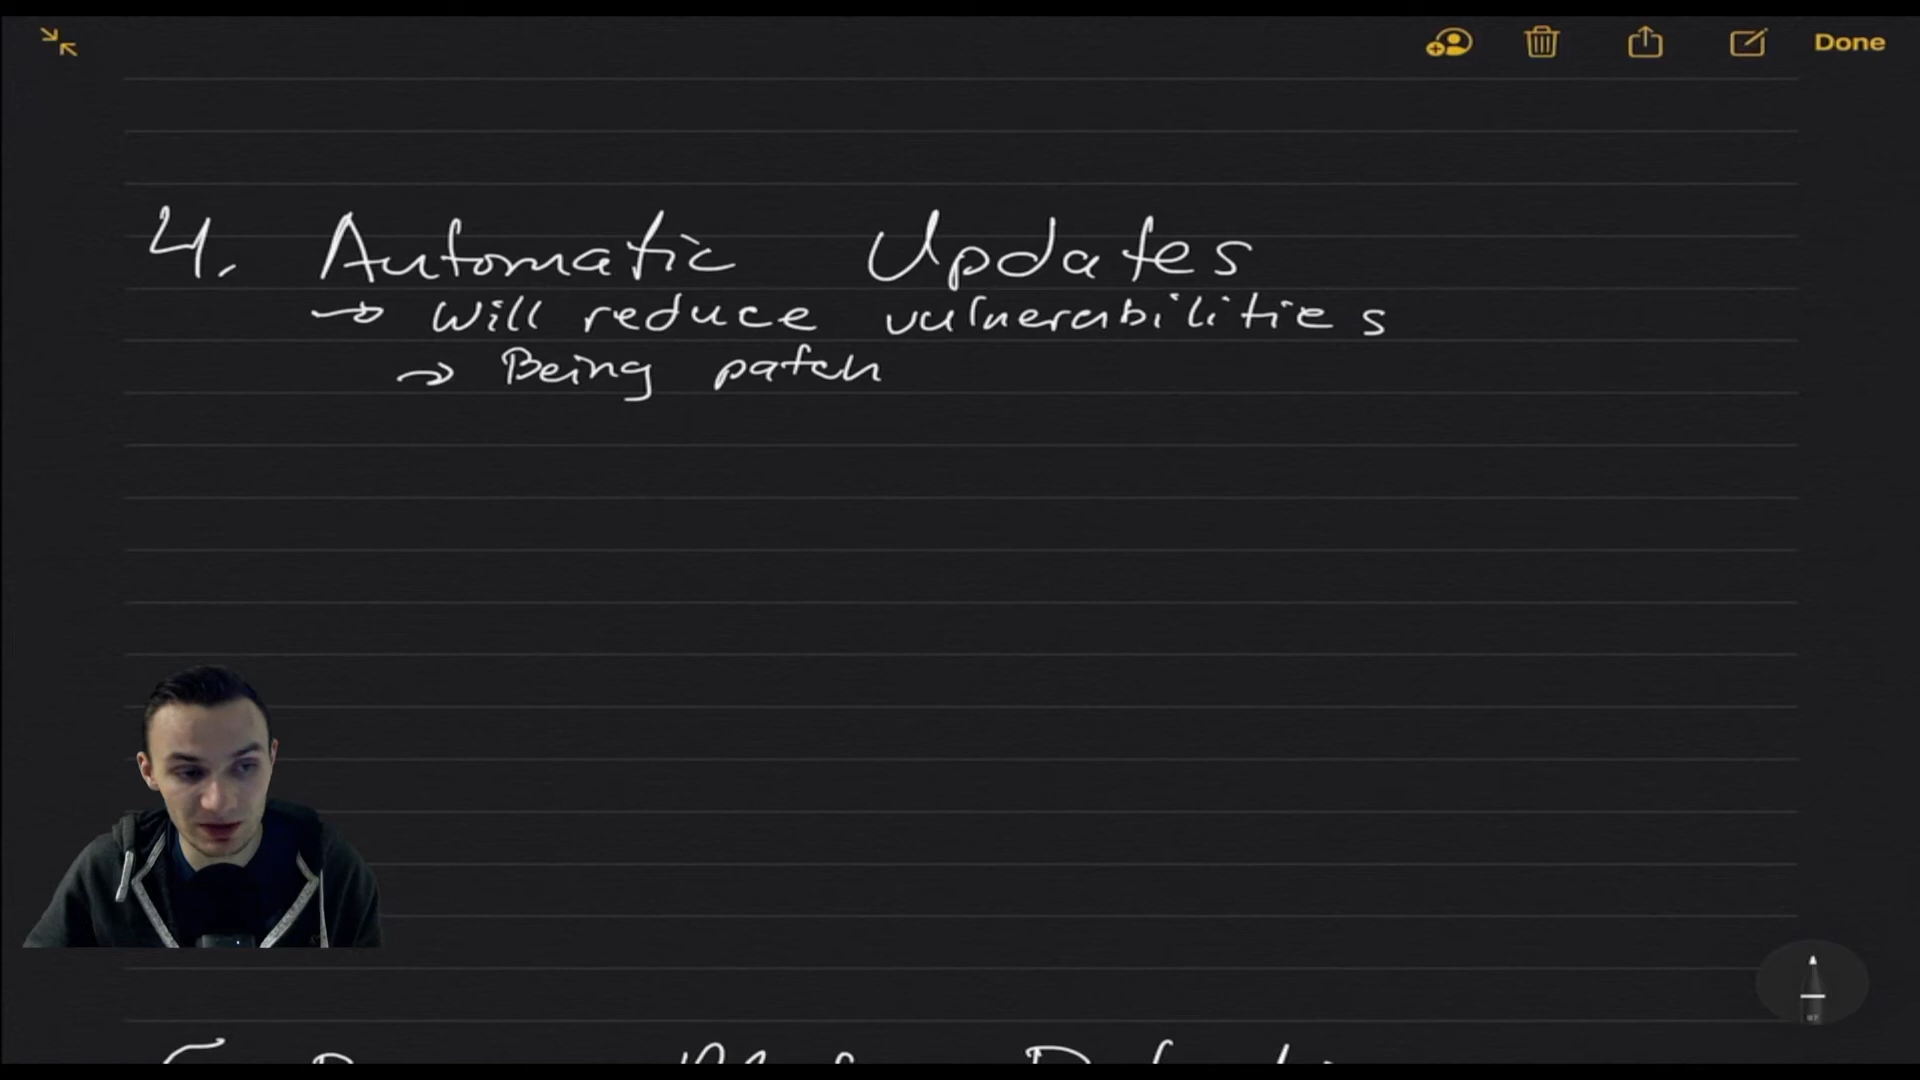 Done
4. Automatic Updates
→ Will reduce vulnerabilities
→ Being patch